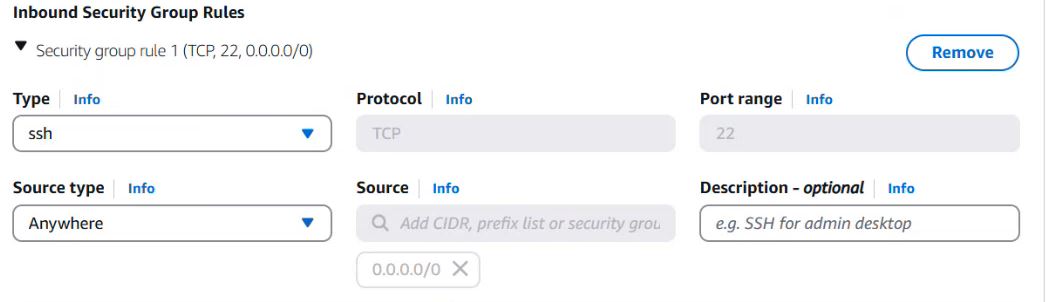 Inbound Security Group Rules
Security group rule 1 (TCP, 22, 0.0.0.0/0)
Remove
Type Info
Protocol Info
Port range Info
ssh
TCP
22
Source type Info
Source Info
Description - optional Info
Anywhere
Add CIDR, prefix list or security grou
e.g. SSH for admin desktop
0.0.0.0/0